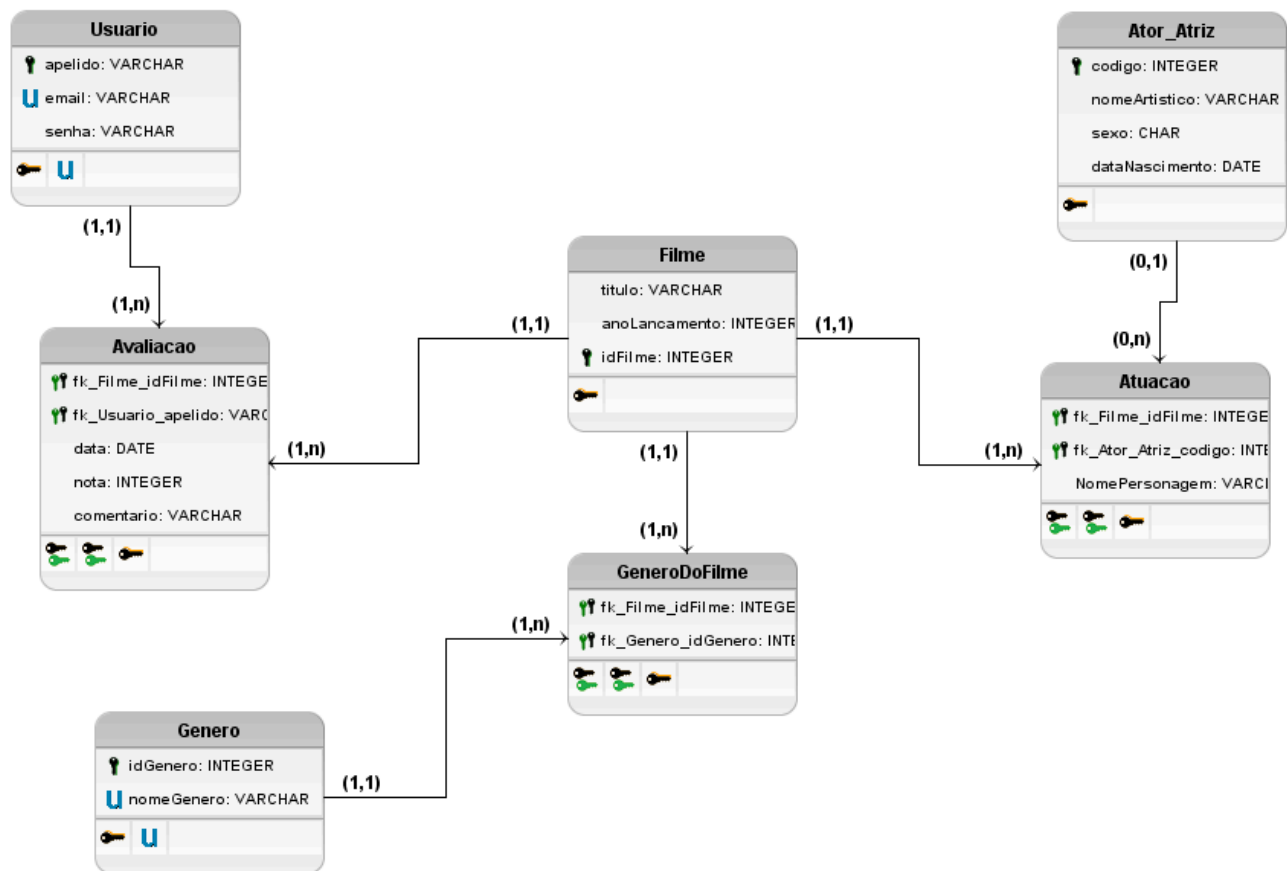 Usuario
apelido: VARCHAR
email: VARCHAR
senha: VARCHAR
(1,1)
(1,n)
Ator_Atriz
codigo: INTEGER
nomeArtistico: VARCHAR
sexo: CHAR
dataNascimento: DATE
(0,1)
(0,n)
Filme
titulo: VARCHAR
anoLancamento: INTEGER
idFilme: INTEGER
(1,1)
(1,1)
(1,1)
Avaliacao
fk_Filme_idFilme: INTEGE
fk_Usuario_apelido: VARC
data: DATE
nota: INTEGER
comentario: VARCHAR
(1,n)
(1,n)
Atuacao
fk_Filme_idFilme: INTEGE
fk_Ator_Atriz_codigo: INTE
NomePersonagem: VARCI
(1,n)
GeneroDoFilme
fk_Filme_idFilme: INTEGE
fk_Genero_idGenero: INTE
(1,n)
Genero
idGenero: INTEGER
nomeGenero: VARCHAR
(1,1)